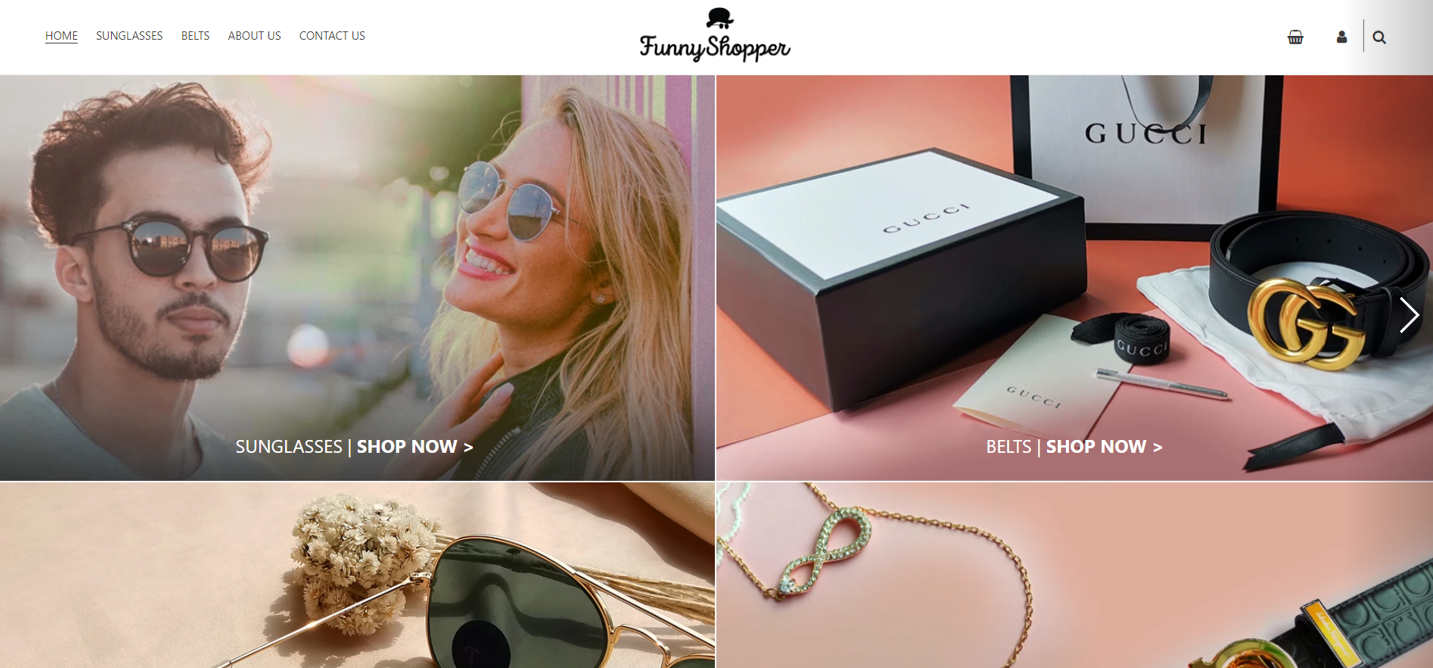 HOME SUNGLASSES BELTS ABOUT US CONTACT US
FunnyShopper
GUCCI
GUCCI
GUCCI
GUCCI
SUNGLASSES | SHOP NOW >
BELTS | SHOP NOW >